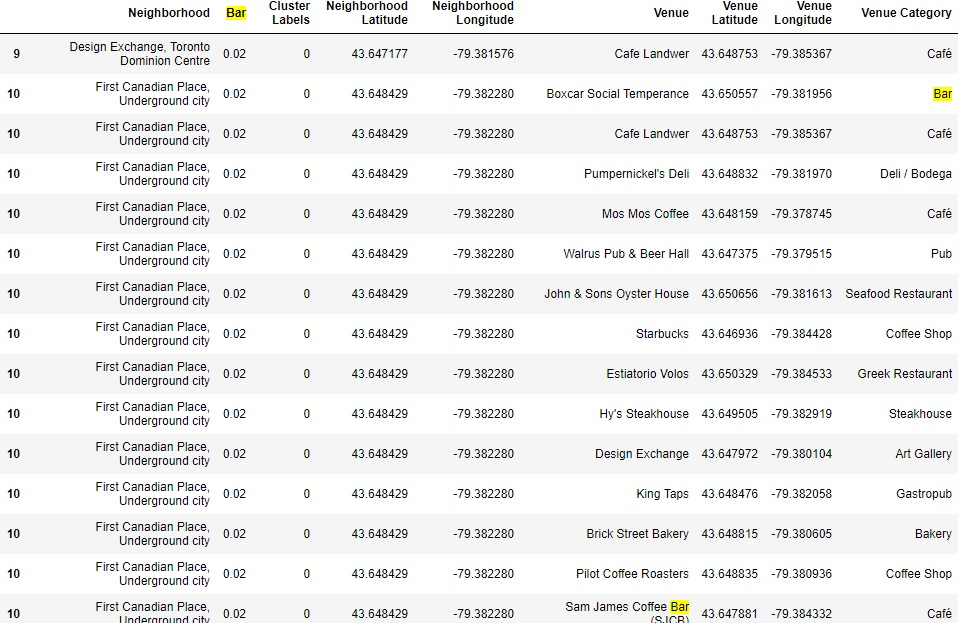 Neighborhood Bar Cluster Labels Neighborhood Latitude Neighborhood Longitude Venue Venue Latitude Venue Longitude Venue Category
9 Design Exchange, Toronto Dominion Centre 0.02 0 43.647177 -79.381576 Cafe Landwer 43.648753 -79.385367 Café
10 First Canadian Place, Underground city 0.02 0 43.648429 -79.382280 Boxcar Social Temperance 43.650557 -79.381956 Bar
10 First Canadian Place, Underground city 0.02 0 43.648429 -79.382280 Cafe Landwer 43.648753 -79.385367 Café
10 First Canadian Place, Underground city 0.02 0 43.648429 -79.382280 Pumpernickel's Deli 43.648832 -79.381970 Deli / Bodega
10 First Canadian Place, Underground city 0.02 0 43.648429 -79.382280 Mos Mos Coffee 43.648159 -79.378745 Café
10 First Canadian Place, Underground city 0.02 0 43.648429 -79.382280 Walrus Pub & Beer Hall 43.647375 -79.379515 Pub
10 First Canadian Place, Underground city 0.02 0 43.648429 -79.382280 John & Sons Oyster House 43.650656 -79.381613 Seafood Restaurant
10 First Canadian Place, Underground city 0.02 0 43.648429 -79.382280 Starbucks 43.646936 -79.384428 Coffee Shop
10 First Canadian Place, Underground city 0.02 0 43.648429 -79.382280 Estiatorio Volos 43.650329 -79.384533 Greek Restaurant
10 First Canadian Place, Underground city 0.02 0 43.648429 -79.382280 Hy's Steakhouse 43.649505 -79.382919 Steakhouse
10 First Canadian Place, Underground city 0.02 0 43.648429 -79.382280 Design Exchange 43.647972 -79.380104 Art Gallery
10 First Canadian Place, Underground city 0.02 0 43.648429 -79.382280 King Taps 43.648476 -79.382058 Gastropub
10 First Canadian Place, Underground city 0.02 0 43.648429 -79.382280 Brick Street Bakery 43.648815 -79.380605 Bakery
10 First Canadian Place, Underground city 0.02 0 43.648429 -79.382280 Pilot Coffee Roasters 43.648835 -79.380936 Coffee Shop
10 First Canadian Place, Underground city 0.02 0 43.648429 -79.382280 Sam James Coffee Bar (SJCB) 43.647881 -79.384332 Café